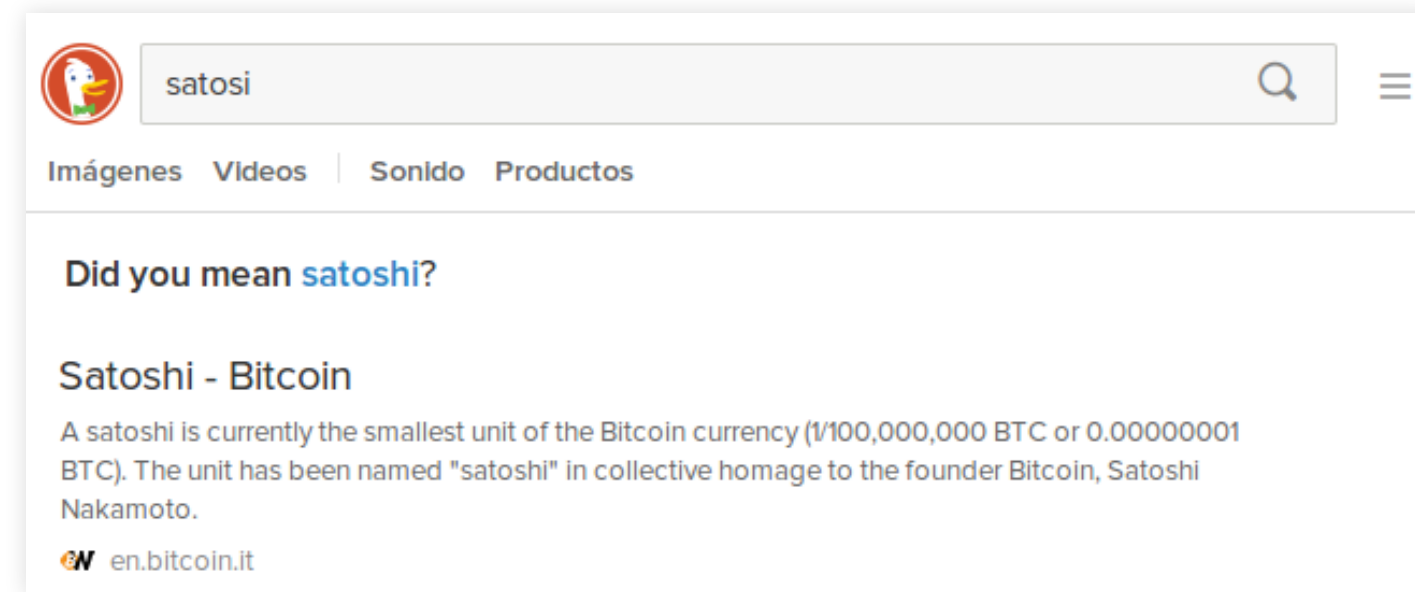 satosi
Imágenes Videos Sonido Productos
Did you mean satoshi?
Satoshi - Bitcoin
A satoshi is currently the smallest unit of the Bitcoin currency (1/100,000,000 BTC or 0.00000001
BTC). The unit has been named "satoshi" in collective homage to the founder Bitcoin, Satoshi
Nakamoto.
en.bitcoin.it